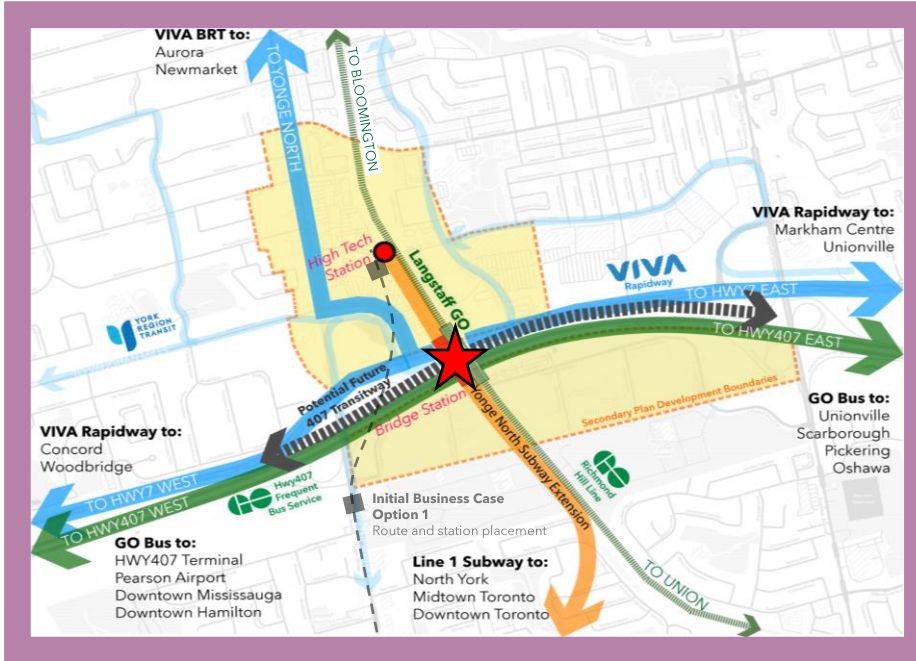 VIVA BRT to:
Aurora
Newmarket
TO YONGE NORTH
TO BLOOMINGTON
VIVA Rapidway to:
Markham Centre
Unionville
High Tech
Station
Langstaff GO
VIVA
Rapidway
TO HWY7 EAST
TO HWY407 EAST
YORK
REGION
TRANSIT
Potential Future
407 Transitway
Bridge Station
Secondary Plan Development Boundaries
GO Bus to:
Unionville
Scarborough
Pickering
Oshawa
VIVA Rapidway to:
Concord
Woodbridge
TO HWY7 WEST
TO HWY407 WEST
GO
Hwy407
Frequent
Bus Service
Yonge North Subway Extension
GO
Richmond
Hill Line
Initial Business Case
Option 1
Route and station placement
GO Bus to:
HWY407 Terminal
Pearson Airport
Downtown Mississauga
Downtown Hamilton
Line 1 Subway to:
North York
Midtown Toronto
Downtown Toronto
TO UNION